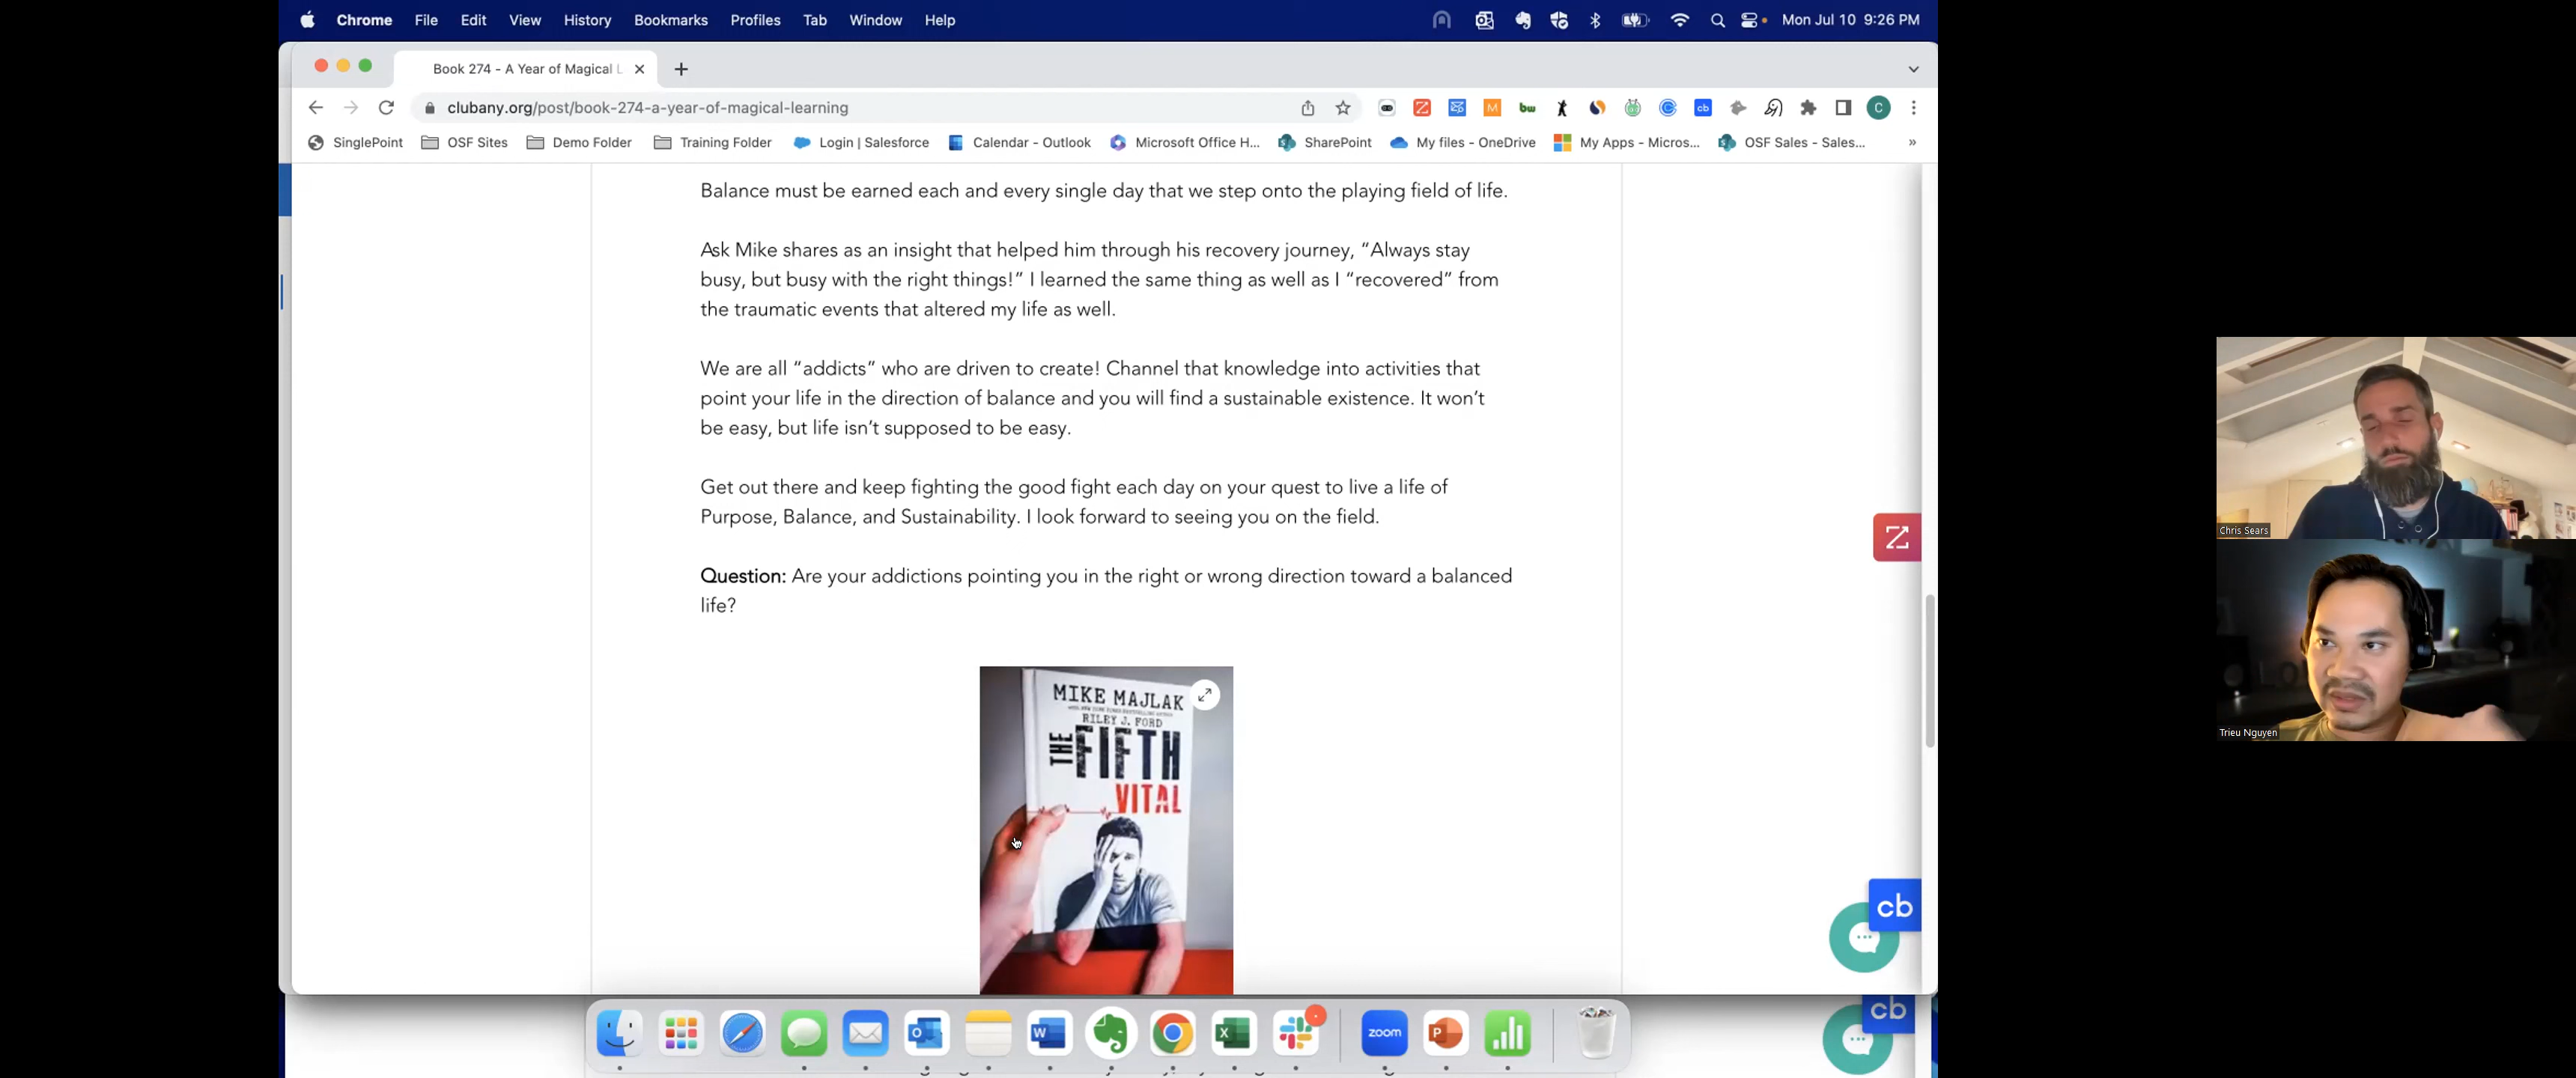 Chrome File Edit View History Bookmarks Profiles Tab Window Help
Mon Jul 10 9:26 PM
Book 274 - A Year of Magical L
clubany.org/post/book-274-a-year-of-magical-learning
SinglePoint OSF Sites Demo Folder Training Folder Login | Salesforce Calendar - Outlook Microsoft Office H... SharePoint My files - OneDrive My Apps - Micros... OSF Sales - Sales...
Balance must be earned each and every single day that we step onto the playing field of life.
Ask Mike shares as an insight that helped him through his recovery journey, “Always stay
busy, but busy with the right things!” I learned the same thing as well as I “recovered” from
the traumatic events that altered my life as well.
We are all “addicts” who are driven to create! Channel that knowledge into activities that
point your life in the direction of balance and you will find a sustainable existence. It won’t
be easy, but life isn’t supposed to be easy.
Get out there and keep fighting the good fight each day on your quest to live a life of
Purpose, Balance, and Sustainability. I look forward to seeing you on the field.
Question: Are your addictions pointing you in the right or wrong direction toward a balanced
life?
MIKE MAJLAK
RILEY J. FORD
THE
FIFTH
VITAL
cb
cb
zoom
Chris Sears
Trieu Nguyen